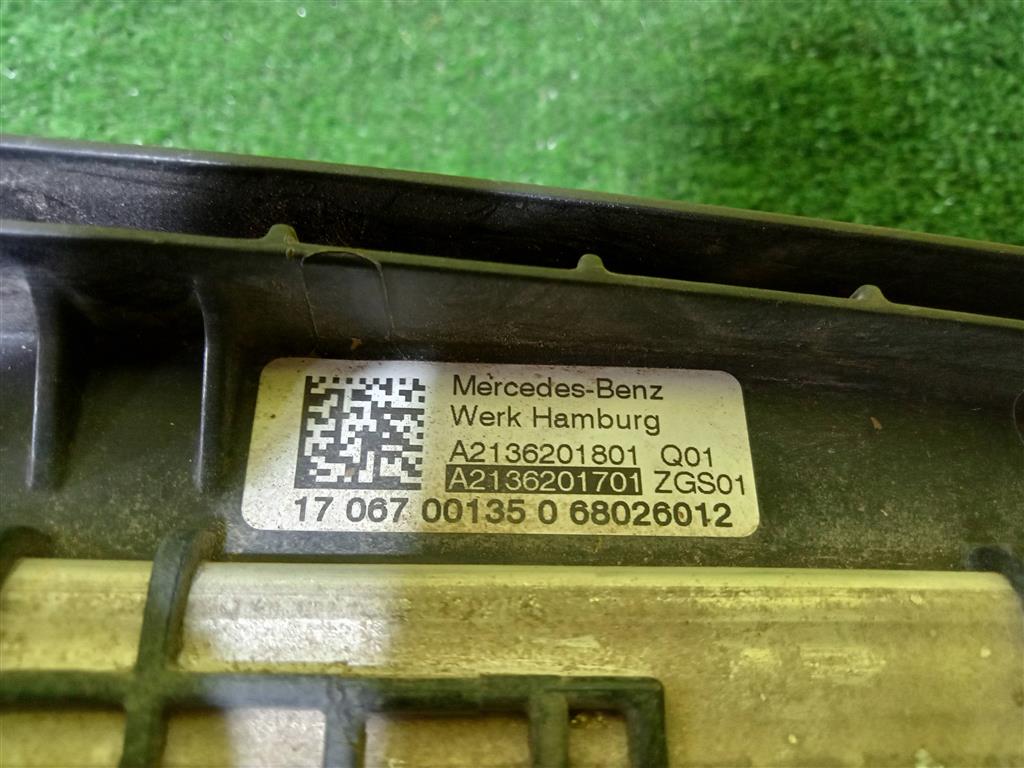 Mercedes-Benz
Werk Hamburg
A2136201801 Q01
A2136201701 ZGS01
17 067 00135 0 68026012